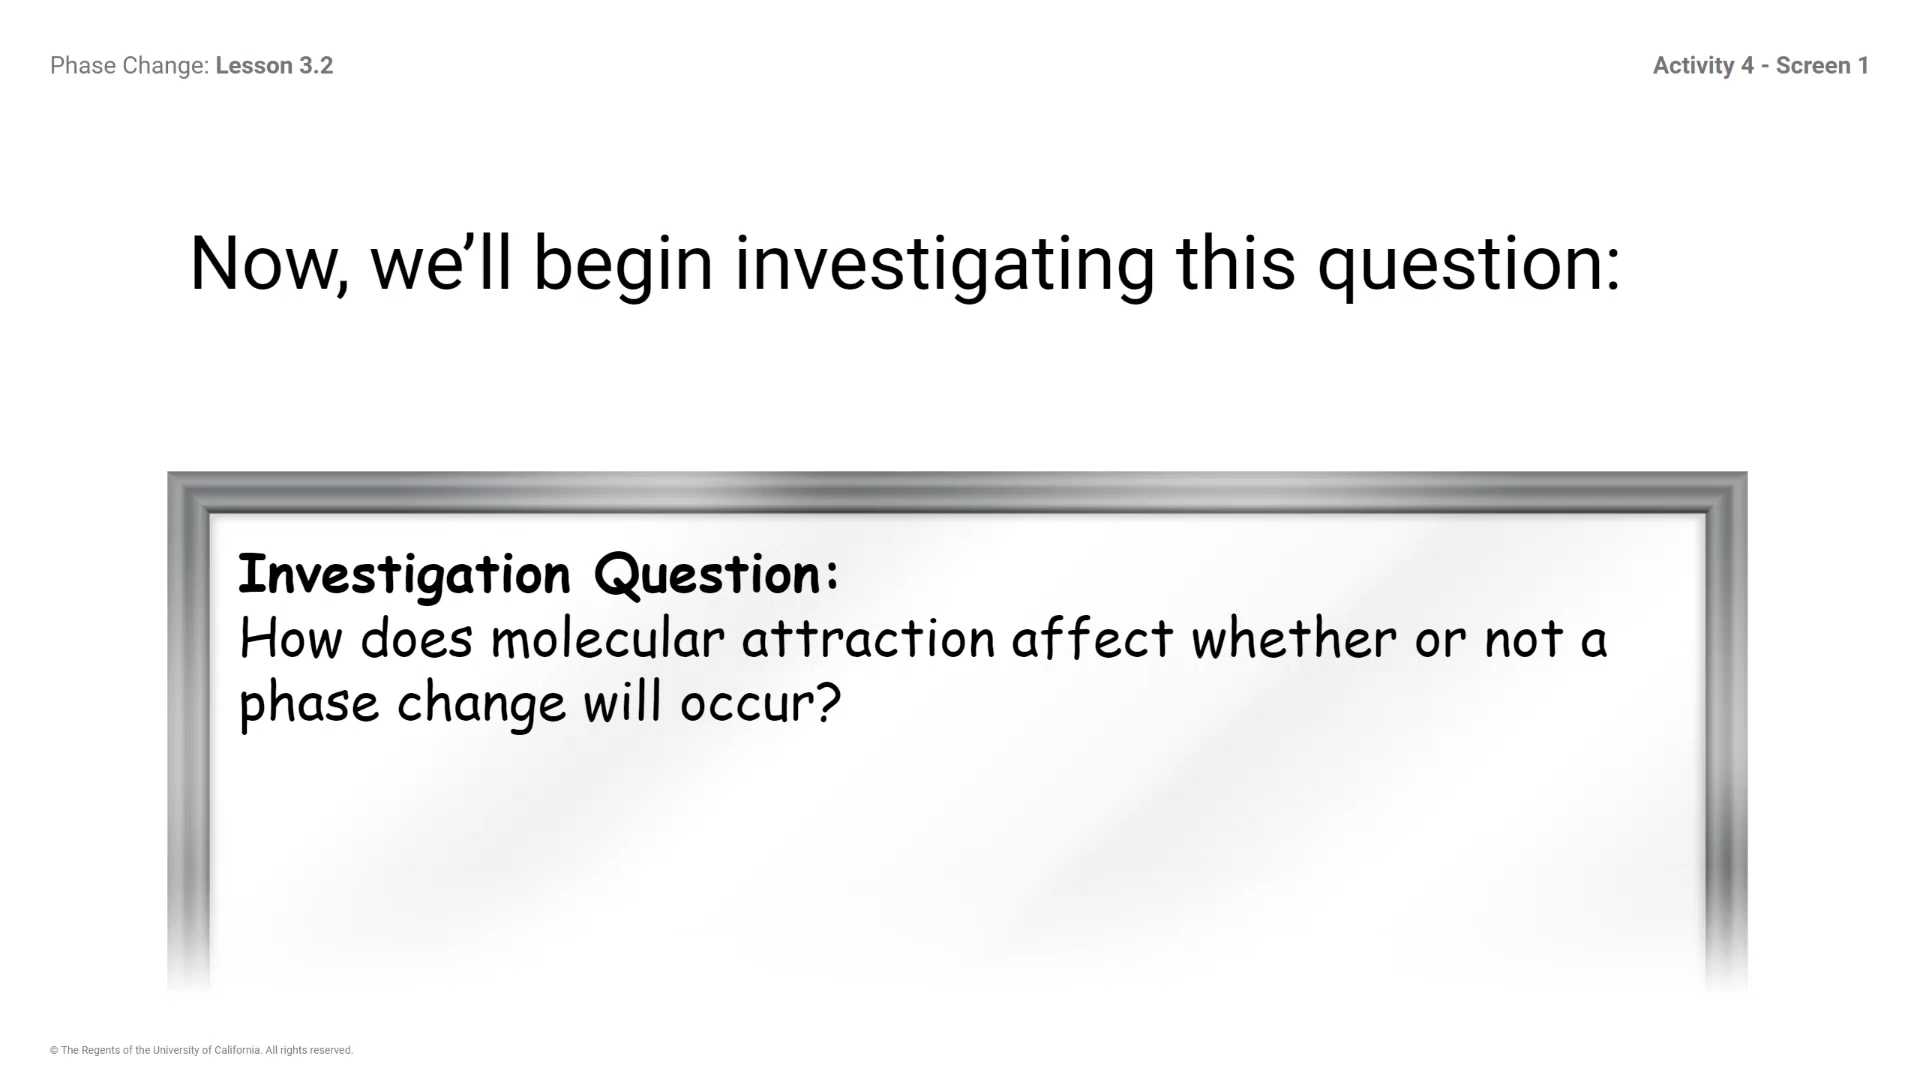 Phase Change: Lesson 3.2
Activity 4 - Screen 1
Now, we’ll begin investigating this question:
Investigation Question:
How does molecular attraction affect whether or not a
phase change will occur?
© The Regents of the University of California. All rights reserved.